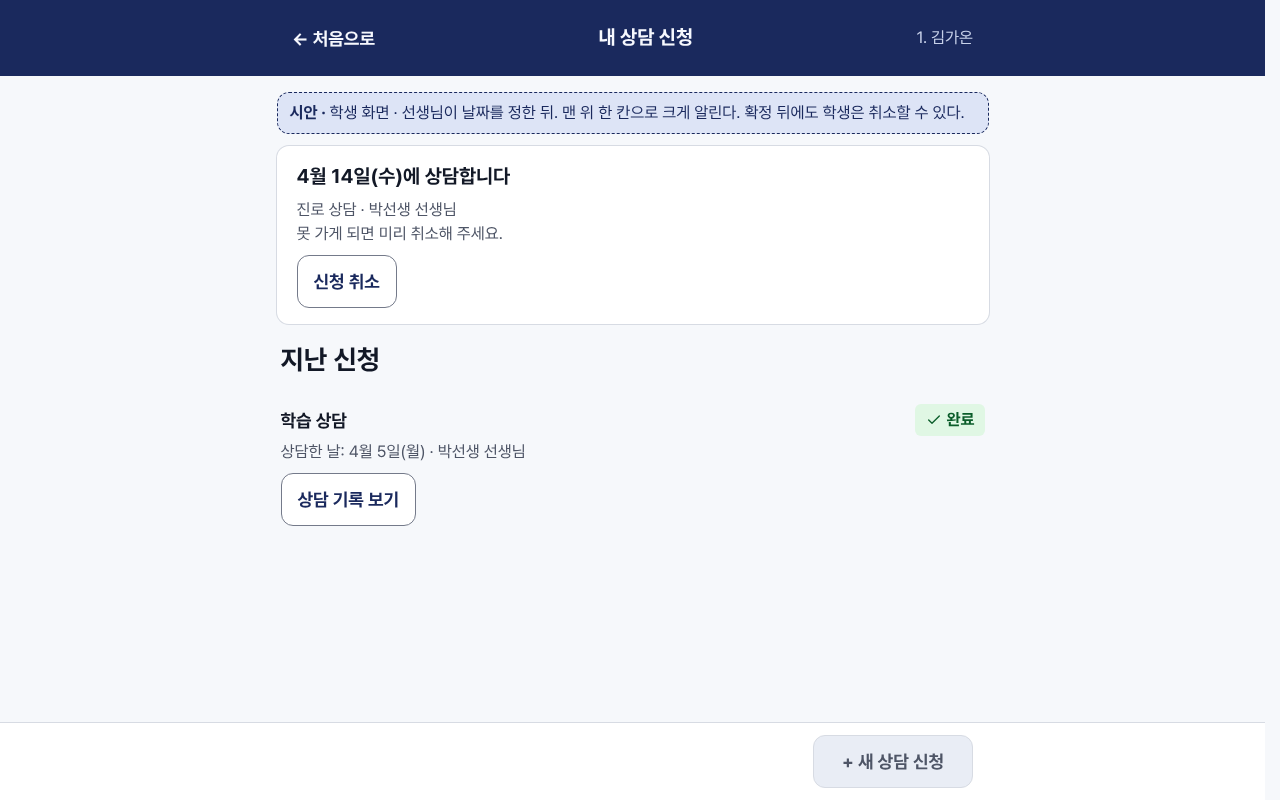 ← 처음으로
내 상담 신청
1. 김가온
시안 · 학생 화면 · 선생님이 날짜를 정한 뒤. 맨 위 한 칸으로 크게 알린다. 확정 뒤에도 학생은 취소할 수 있다.
4월 14일(수)에 상담합니다
진로 상담 · 박선생 선생님
못 가게 되면 미리 취소해 주세요.
신청 취소
지난 신청
학습 상담
✓ 완료
상담한 날: 4월 5일(월) · 박선생 선생님
상담 기록 보기
+ 새 상담 신청